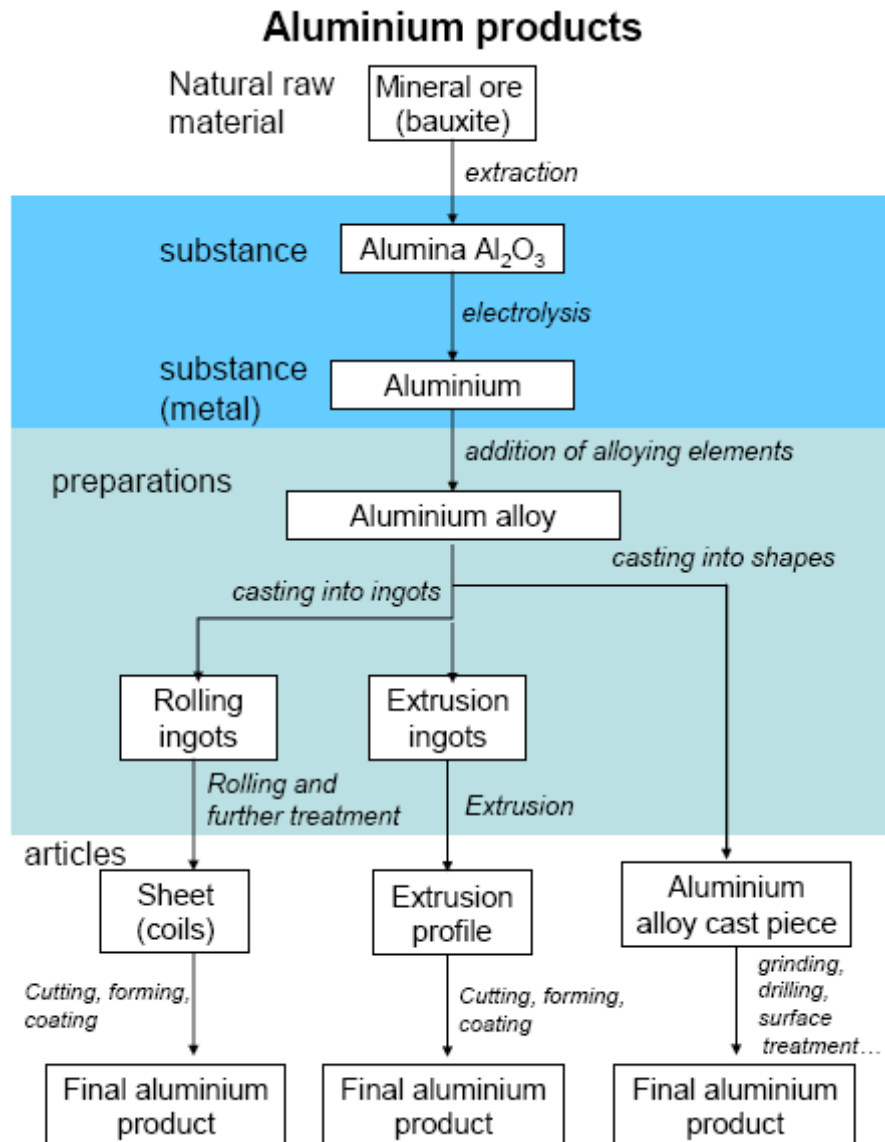 Aluminium products
Natural raw
material
Mineral ore
(bauxite)
extraction
substance
Alumina Al₂O₃
electrolysis
substance
(metal)
Aluminium
addition of alloying elements
preparations
Aluminium alloy
casting into shapes
casting into ingots
Rolling
ingots
Extrusion
ingots
Rolling and
further treatment
Extrusion
articles
Sheet
(coils)
Extrusion
profile
Aluminium
alloy cast piece
Cutting, forming,
coating
Cutting, forming,
coating
grinding,
drilling,
surface
treatment…
Final aluminium
product
Final aluminium
product
Final aluminium
product